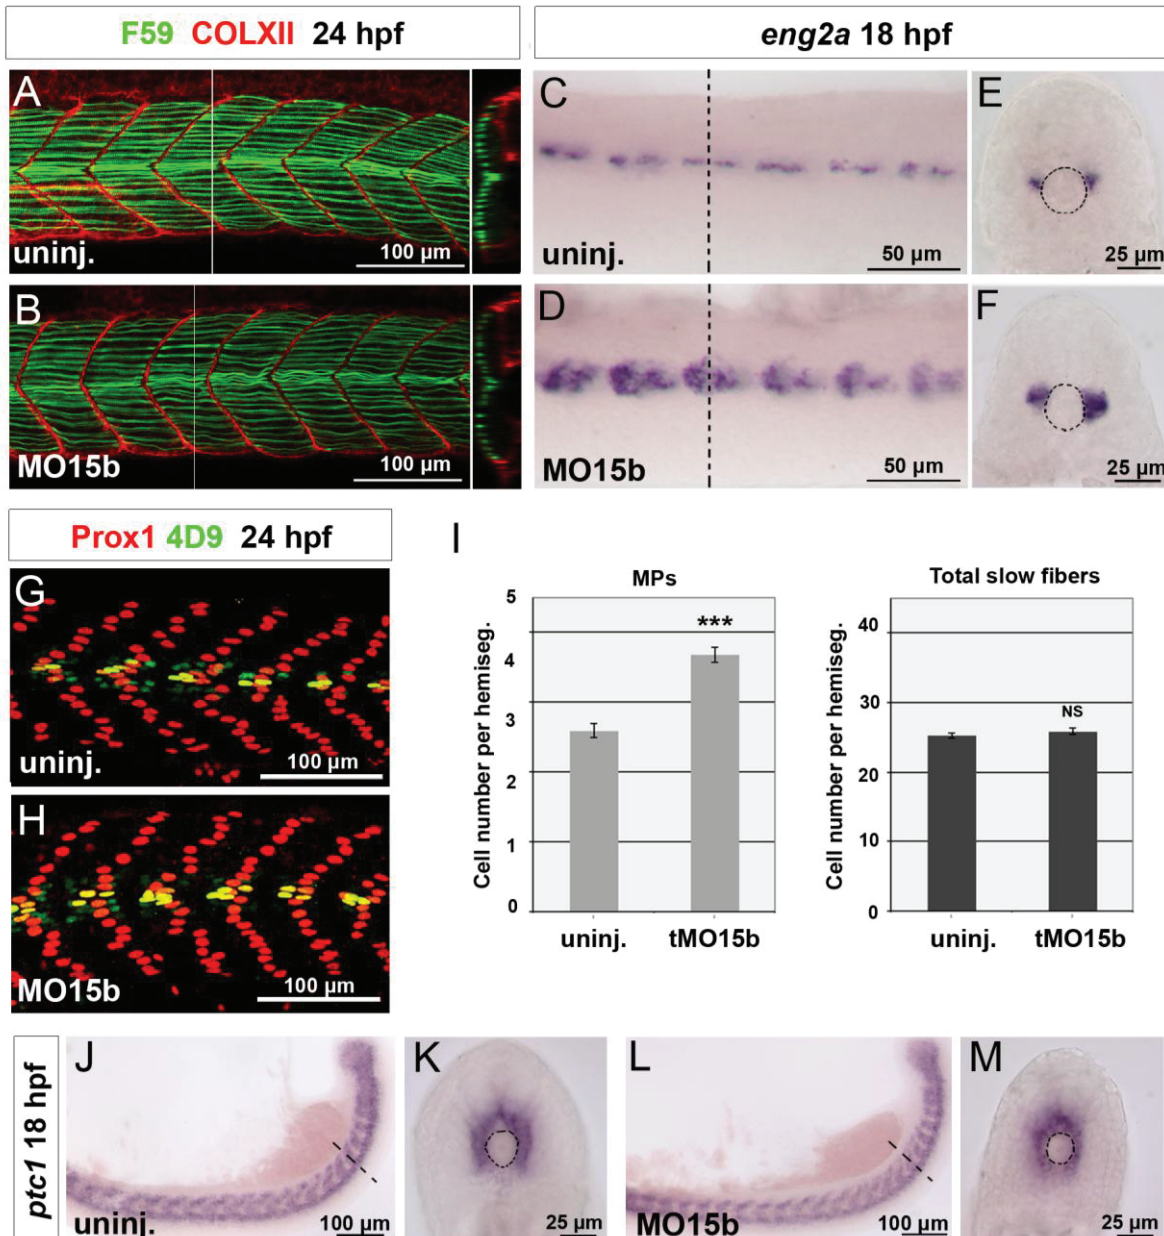 F59 COLXII 24 hpf
eng2a 18 hpf
A
uninj.
100 µm
B
MO15b
100 µm
C
uninj.
50 µm
E
25 µm
D
MO15b
50 µm
F
25 µm
Prox1 4D9 24 hpf
G
uninj.
100 µm
H
MO15b
100 µm
I
MPs
Cell number per hemiseg.
5
4
3
2
1
0
***
uninj.
tMO15b
Total slow fibers
Cell number per hemiseg.
40
30
20
10
0
NS
uninj.
tMO15b
ptc1 18 hpf
J
uninj.
100 µm
K
25 µm
L
MO15b
100 µm
M
25 µm